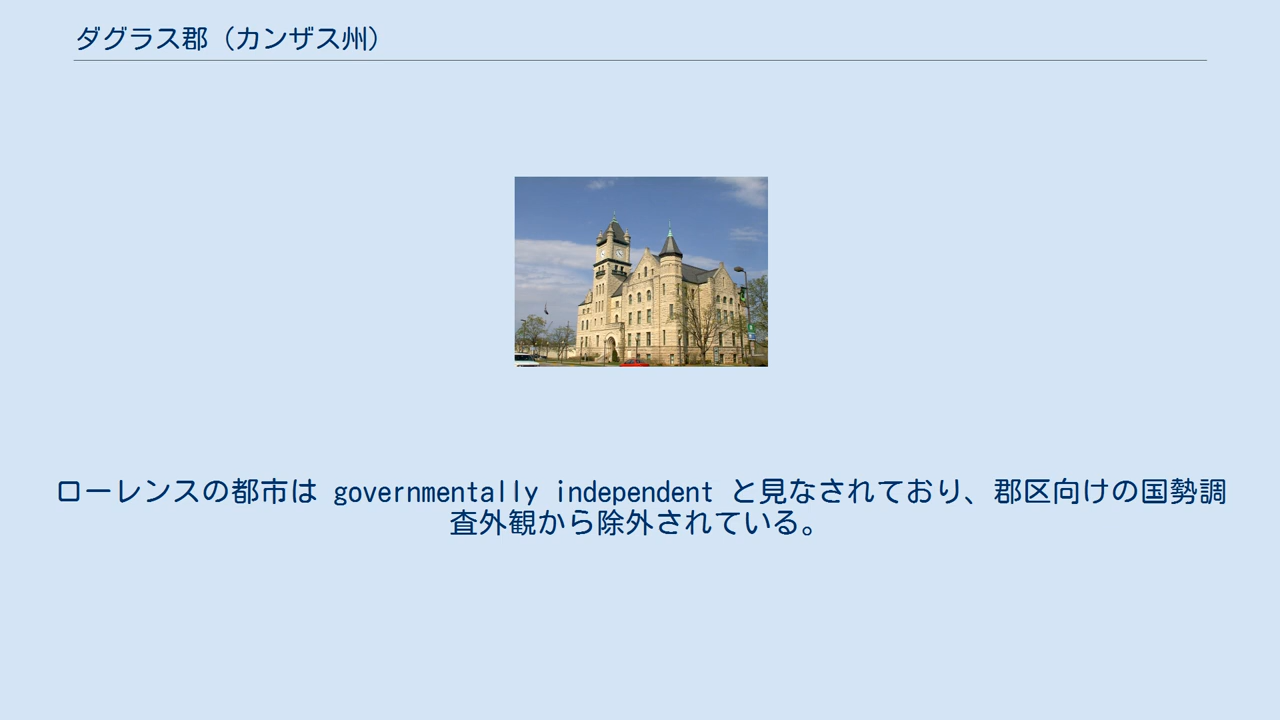 ダグラス郡（カンザス州）
ローレンスの都市は governmentally independent と見なされており、郡区向けの国勢調
査外観から除外されている。